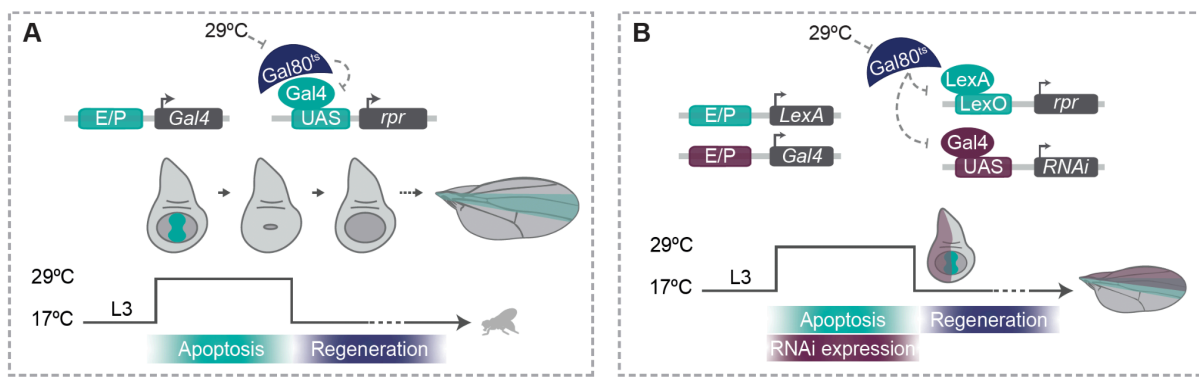 A
29ºC
Gal80ts
Gal4
E/P
Gal4
UAS
rpr
29ºC
L3
17ºC
Apoptosis
Regeneration
B
29ºC
Gal80ts
LexA
E/P
LexA
LexO
rpr
Gal4
E/P
Gal4
UAS
RNAi
29ºC
L3
17ºC
Apoptosis
Regeneration
RNAi expression